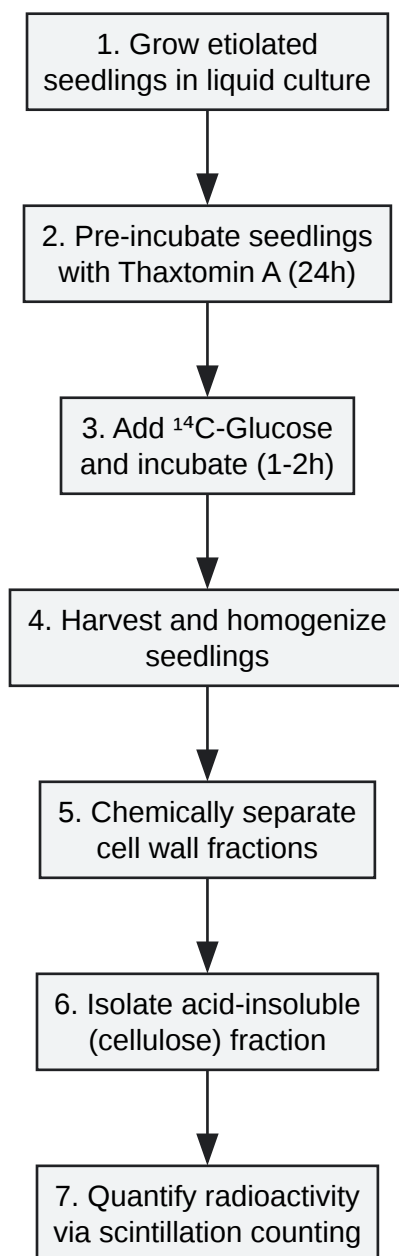 1. Grow etiolated
seedlings in liquid culture
2. Pre-incubate seedlings
with Thaxtomin A (24h)
3. Add ¹⁴C-Glucose
and incubate (1-2h)
4. Harvest and homogenize
seedlings
5. Chemically separate
cell wall fractions
6. Isolate acid-insoluble
(cellulose) fraction
7. Quantify radioactivity
via scintillation counting